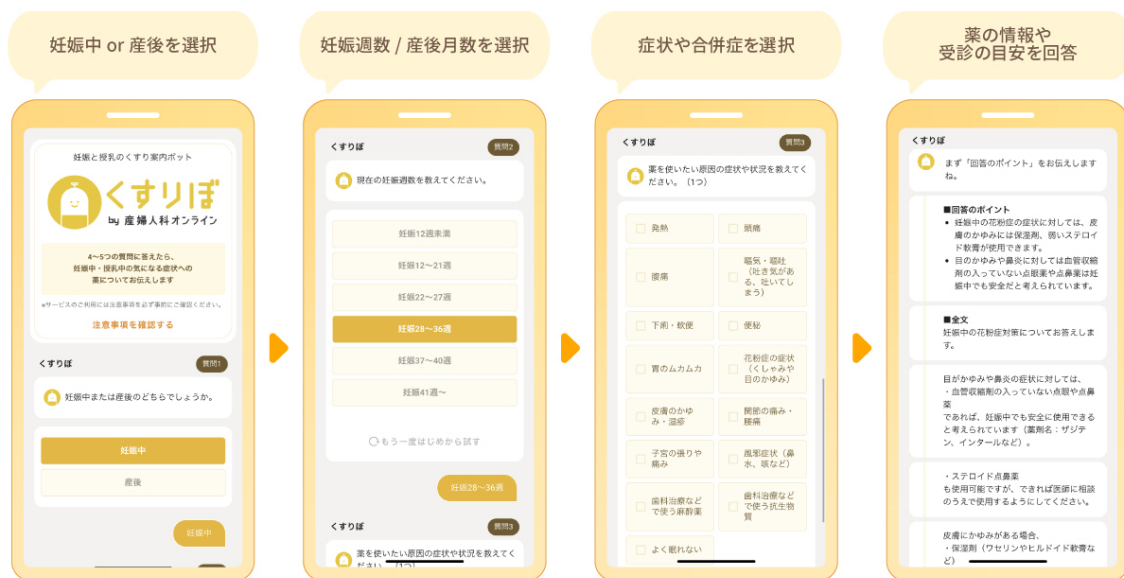 妊娠中 or 産後を選択
妊娠と授乳のくすり案内ボット
くすりぼ
by 産婦人科オンライン
4〜5つの質問に答えたら、
妊娠中・授乳中の気になる症状への
薬についてお伝えします
※サービスのご利用には注意事項を必ず事前にご確認ください。
注意事項を確認する
くすりぼ
質問1
妊娠中または産後のどちらでしょうか。
妊娠中
産後
妊娠中
妊娠週数 / 産後月数を選択
くすりぼ
質問2
現在の妊娠週数を教えてください。
妊娠12週未満
妊娠12〜21週
妊娠22〜27週
妊娠28〜36週
妊娠37〜40週
妊娠41週〜
もう一度はじめから試す
妊娠28〜36週
くすりぼ
質問3
薬を使いたい原因の症状や状況を教えてく
ださい。（1つ）
症状や合併症を選択
くすりぼ
質問3
薬を使いたい原因の症状や状況を教えてく
ださい。（1つ）
発熱
頭痛
腹痛
嘔気・嘔吐
（吐き気があ
る、吐いてし
まう）
下痢・軟便
便秘
胃のムカムカ
花粉症の症状
（くしゃみや
目のかゆみ）
皮膚のかゆ
み・湿疹
関節の痛み・
腰痛
子宮の張りや
痛み
風邪症状（鼻
水、咳など）
歯科治療など
で使う麻酔薬
歯科治療など
で使う抗生物
質
よく眠れない
薬の情報や
受診の目安を回答
くすりぼ
まず「回答のポイント」をお伝えします
ね。
■回答のポイント
• 妊娠中の花粉症の症状に対しては、皮
膚のかゆみには保湿剤、弱いステロイ
ド軟膏が使用できます。
• 目のかゆみや鼻炎に対しては血管収縮
剤の入っていない点眼薬や点鼻薬は妊
娠中でも安全だと考えられています。
■全文
妊娠中の花粉症対策についてお答えしま
す。
目がかゆみや鼻炎の症状に対しては、
・血管収縮剤の入っていない点眼や点鼻
薬
であれば、妊娠中でも安全に使用できる
と考えられています（薬剤名：ザジテ
ン、インタールなど）。
・ステロイド点鼻薬
も使用可能ですが、できれば医師に相談
のうえで使用するようにしてください。
皮膚にかゆみがある場合、
・保湿剤（ワセリンやヒルドイド軟膏な
ど）